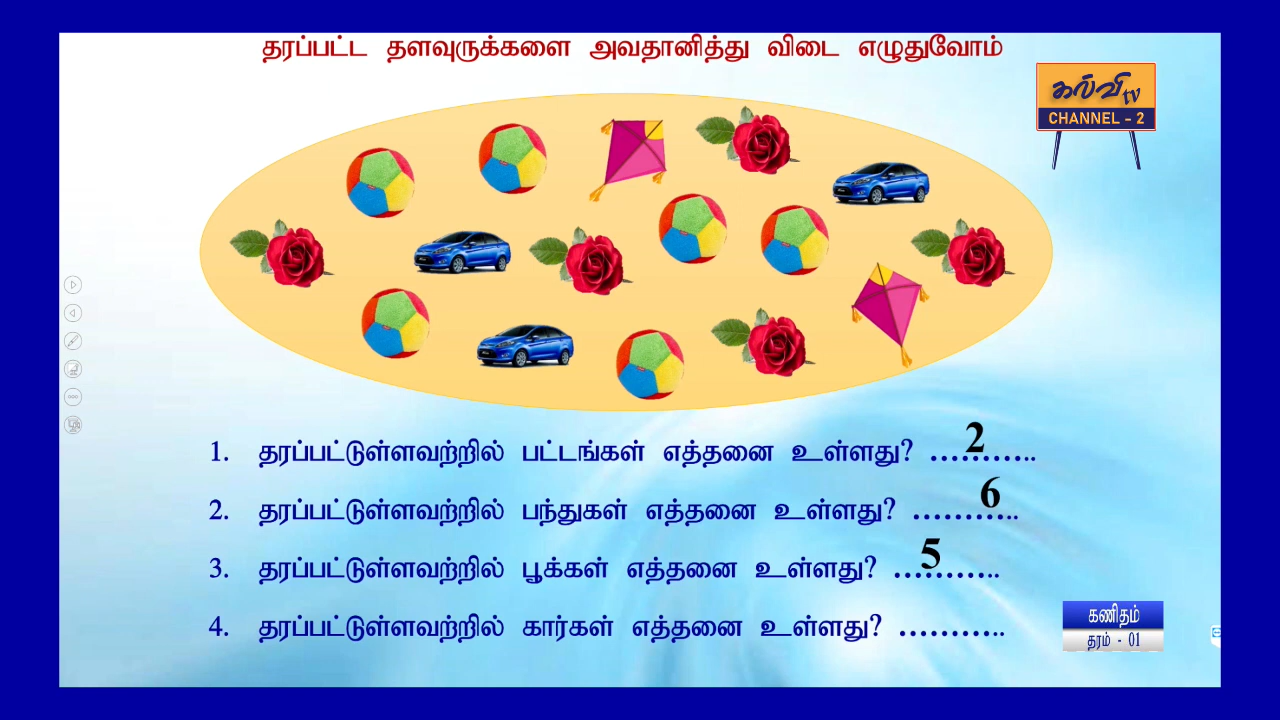 தரப்பட்ட தளவுருக்களை அவதானித்து விடை எழுதுவோம்
கல்வி tv
CHANNEL - 2
1. தரப்பட்டுள்ளவற்றில் பட்டங்கள் எத்தனை உள்ளது? ...2........
2. தரப்பட்டுள்ளவற்றில் பந்துகள் எத்தனை உள்ளது? ......6.....
3. தரப்பட்டுள்ளவற்றில் பூக்கள் எத்தனை உள்ளது? ...5........
4. தரப்பட்டுள்ளவற்றில் கார்கள் எத்தனை உள்ளது? ...........
கணிதம்
தரம் - 01